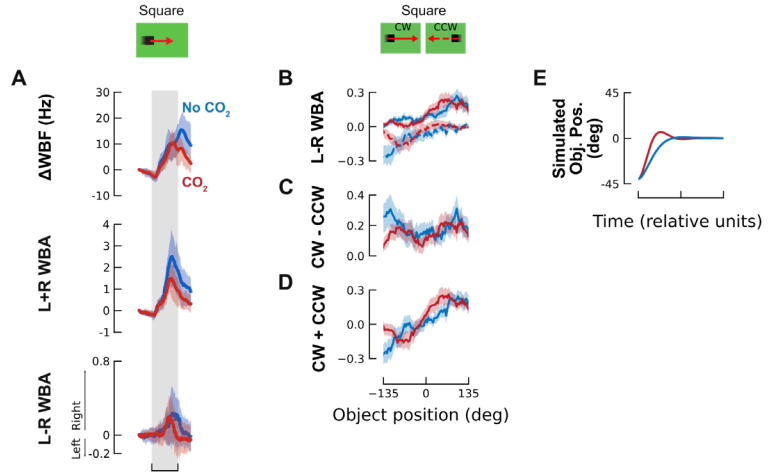 Square
Square
CW
CCW
A
ΔWBF (Hz)
30
20
10
0
10
No CO2
CO2
L+R WBA
4
3
2
1
0
-1
L-R WBA
Left Right
0.8
0
-0.2
B
L-R WBA
0.3
0.0
−0.3
C
CW - CCW
0.4
0.2
0.0
D
CW + CCW
0.3
0.0
−0.3
−135 0 135
Object position (deg)
E
Simulated
Obj. Pos.
(deg)
45
0
-45
Time (relative units)